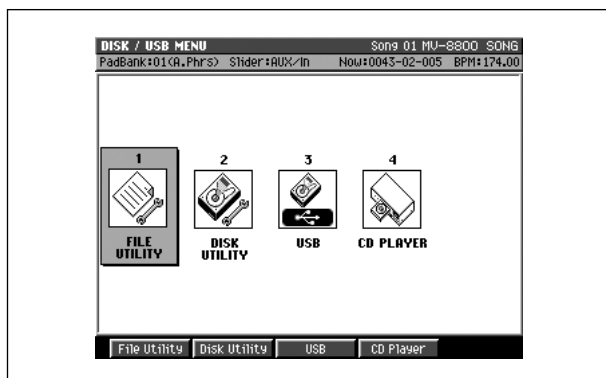 DISK / USB MENU Song 01 MV-8800 SONG
PadBank:01(A.Phrs) Slider:AUX/In Now:0043-02-005 BPM:174.00
1 2 3 4
FILE UTILITY
DISK UTILITY
USB
CD PLAYER
File Utility Disk Utility USB CD Player